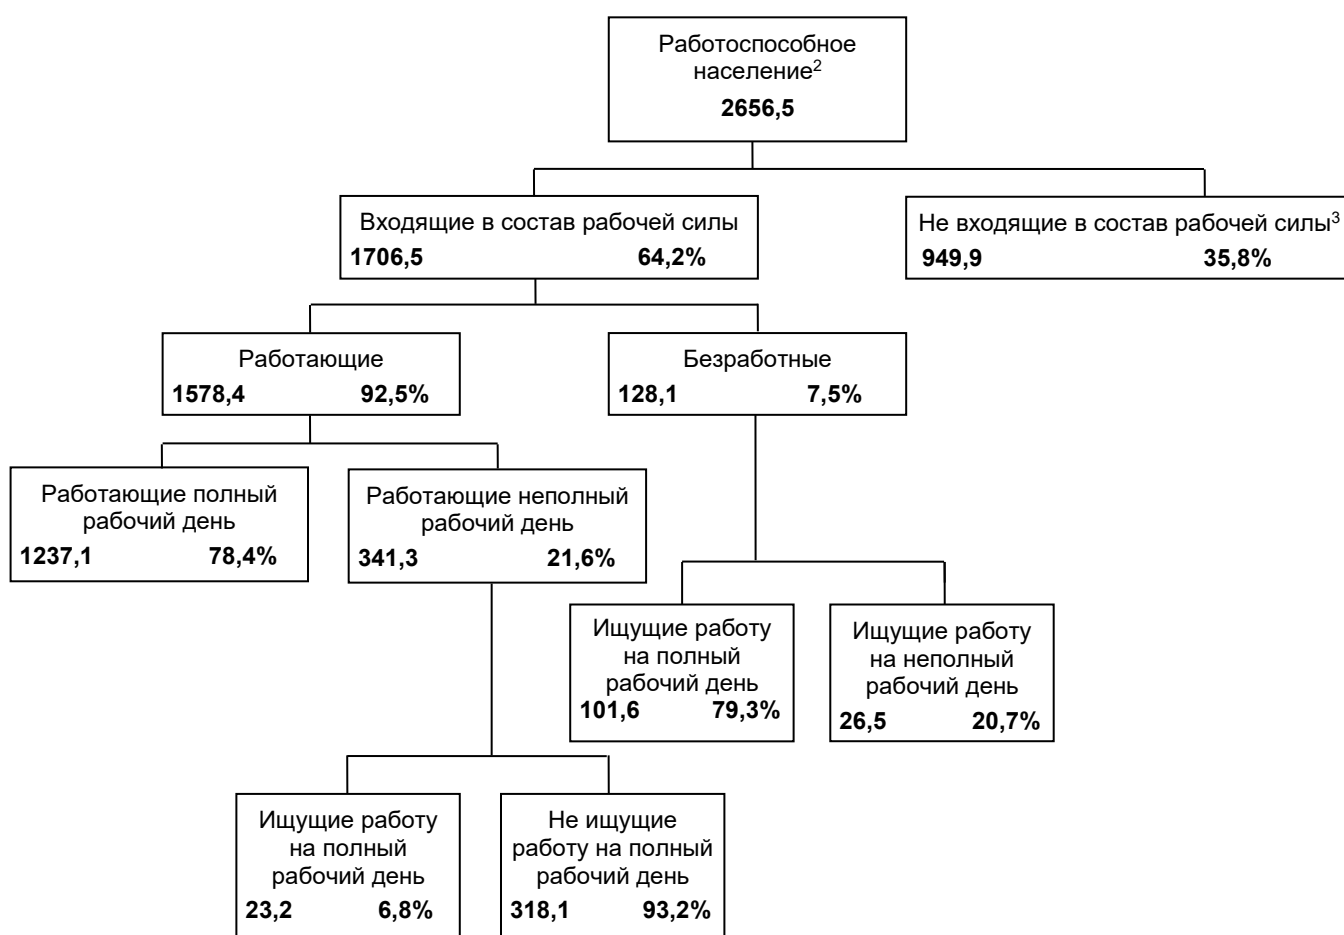 Работоспособное
население²
2656,5
Входящие в состав рабочей силы
1706,5 64,2%
Не входящие в состав рабочей силы³
949,9 35,8%
Работающие
1578,4 92,5%
Безработные
128,1 7,5%
Работающие полный
рабочий день
1237,1 78,4%
Работающие неполный
рабочий день
341,3 21,6%
Ищущие работу
на полный
рабочий день
101,6 79,3%
Ищущие работу
на неполный
рабочий день
26,5 20,7%
Ищущие работу
на полный
рабочий день
23,2 6,8%
Не ищущие
работу на полный
рабочий день
318,1 93,2%